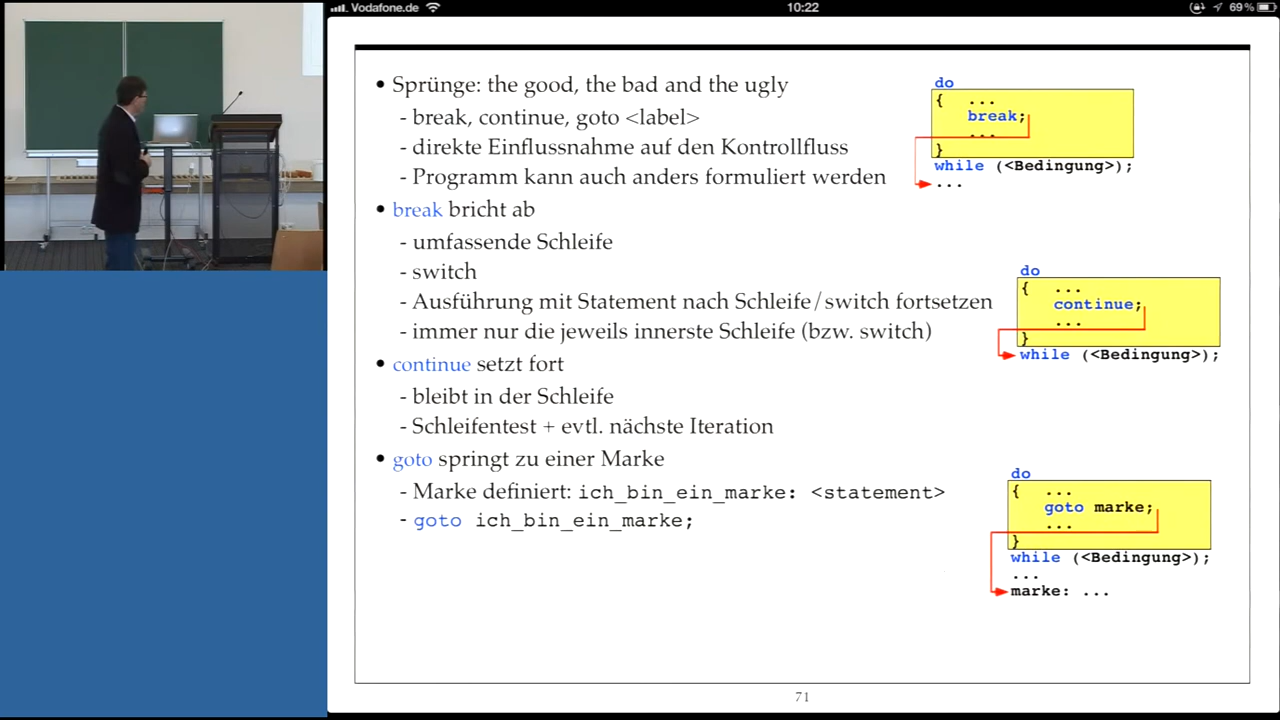 Vodafone.de 10:22 69%
• Sprünge: the good, the bad and the ugly
- break, continue, goto <label>
- direkte Einflussnahme auf den Kontrollfluss
- Programm kann auch anders formuliert werden
• break bricht ab
- umfassende Schleife
- switch
- Ausführung mit Statement nach Schleife/switch fortsetzen
- immer nur die jeweils innerste Schleife (bzw. switch)
• continue setzt fort
- bleibt in der Schleife
- Schleifentest + evtl. nächste Iteration
• goto springt zu einer Marke
- Marke definiert: ich_bin_ein_marke: <statement>
- goto ich_bin_ein_marke;
do
{ ...
break;
...
}
while (<Bedingung>);
...
do
{ ...
continue;
...
}
while (<Bedingung>);
do
{ ...
goto marke;
...
}
while (<Bedingung>);
...
marke: ...
71